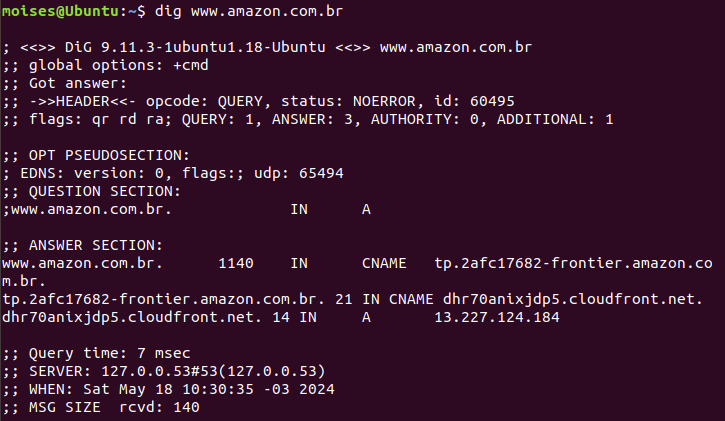 moises@Ubuntu:~$ dig www.amazon.com.br
; <<>> DiG 9.11.3-1ubuntu1.18-Ubuntu <<>> www.amazon.com.br
;; global options: +cmd
;; Got answer:
;; ->>HEADER<<- opcode: QUERY, status: NOERROR, id: 60495
;; flags: qr rd ra; QUERY: 1, ANSWER: 3, AUTHORITY: 0, ADDITIONAL: 1
;; OPT PSEUDOSECTION:
; EDNS: version: 0, flags:; udp: 65494
;; QUESTION SECTION:
;www.amazon.com.br. IN A
;; ANSWER SECTION:
www.amazon.com.br. 1140 IN CNAME tp.2afc17682-frontier.amazon.co
m.br.
tp.2afc17682-frontier.amazon.com.br. 21 IN CNAME dhr70anixjdp5.cloudfront.net.
dhr70anixjdp5.cloudfront.net. 14 IN A 13.227.124.184
;; Query time: 7 msec
;; SERVER: 127.0.0.53#53(127.0.0.53)
;; WHEN: Sat May 18 10:30:35 -03 2024
;; MSG SIZE rcvd: 140